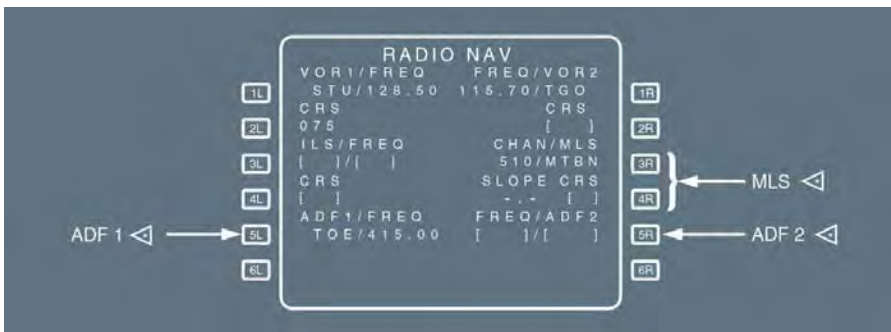 RADIO NAV
VOR1/FREQ FREQ/VOR2
1L STU/128.50 115.70/TGO 1R
CRS CRS
2L 075 [ ] 2R
ILS/FREQ CHAN/MLS
3L [ ]/[ ] 510/MTBN 3R
MLS
CRS SLOPE CRS
4L [ ] -.- [ ] 4R
ADF1/FREQ FREQ/ADF2
ADF 1 5L TOE/415.00 [ ]/[ ] 5R ADF 2
6L 6R